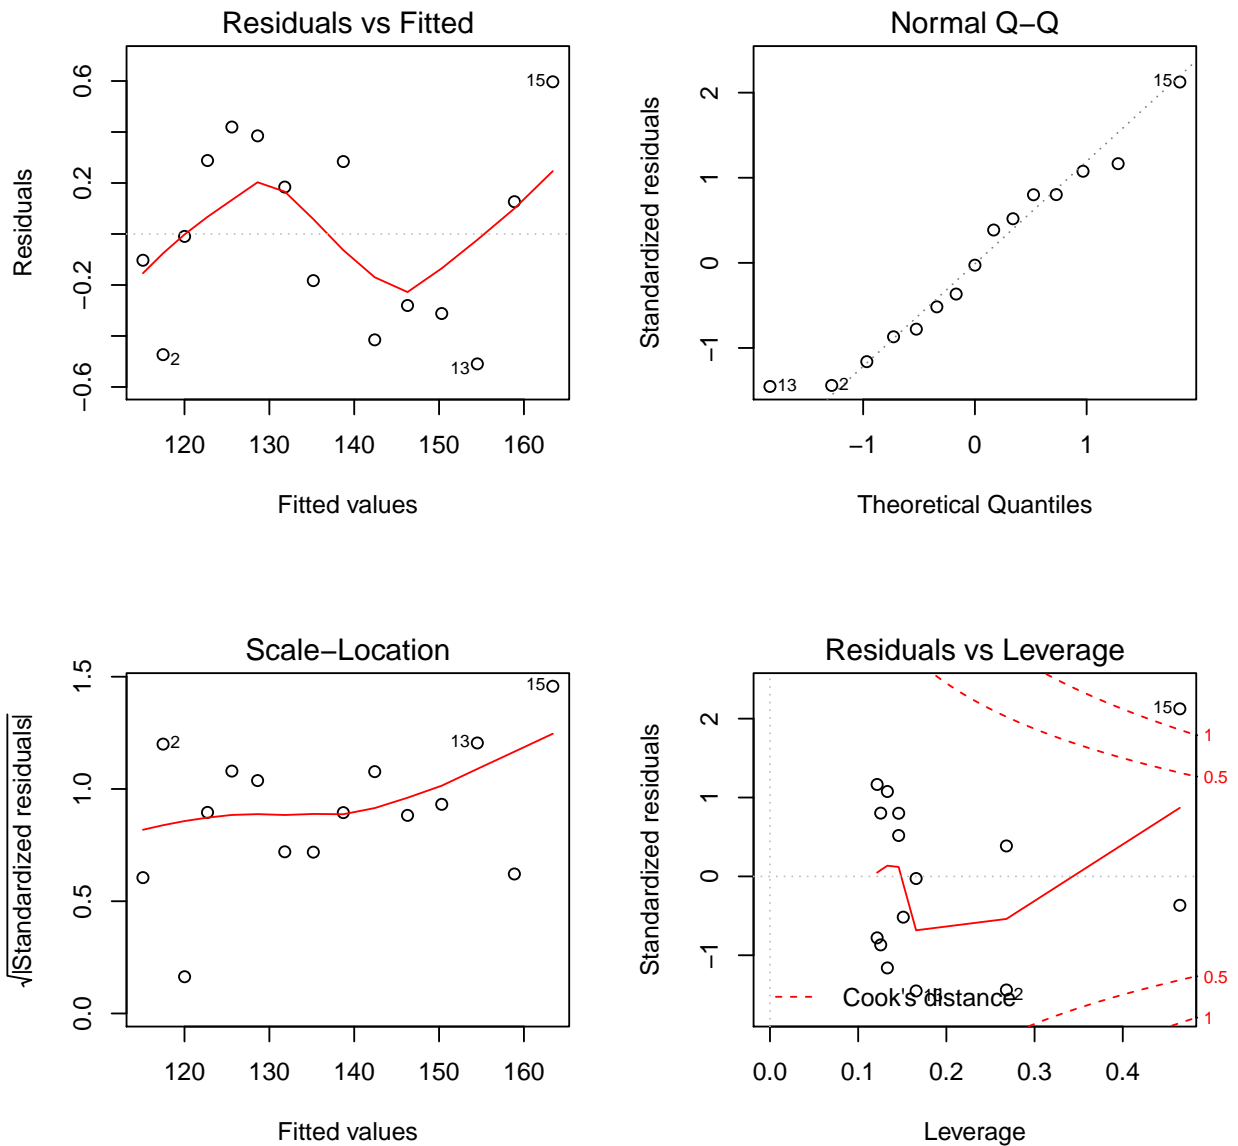 Residuals vs Fitted
Residuals
0.6
0.2
−0.2
−0.6
15
2
13
120 130 140 150 160
Fitted values
Normal Q−Q
Standardized residuals
2
1
0
−1
15
13
2
−1 0 1
Theoretical Quantiles
Scale−Location
√|Standardized residuals|
1.5
1.0
0.5
0.0
15
2
13
120 130 140 150 160
Fitted values
Residuals vs Leverage
Standardized residuals
2
1
0
−1
15
1
0.5
0.5
1
Cook's distance
13
2
0.0 0.1 0.2 0.3 0.4
Leverage